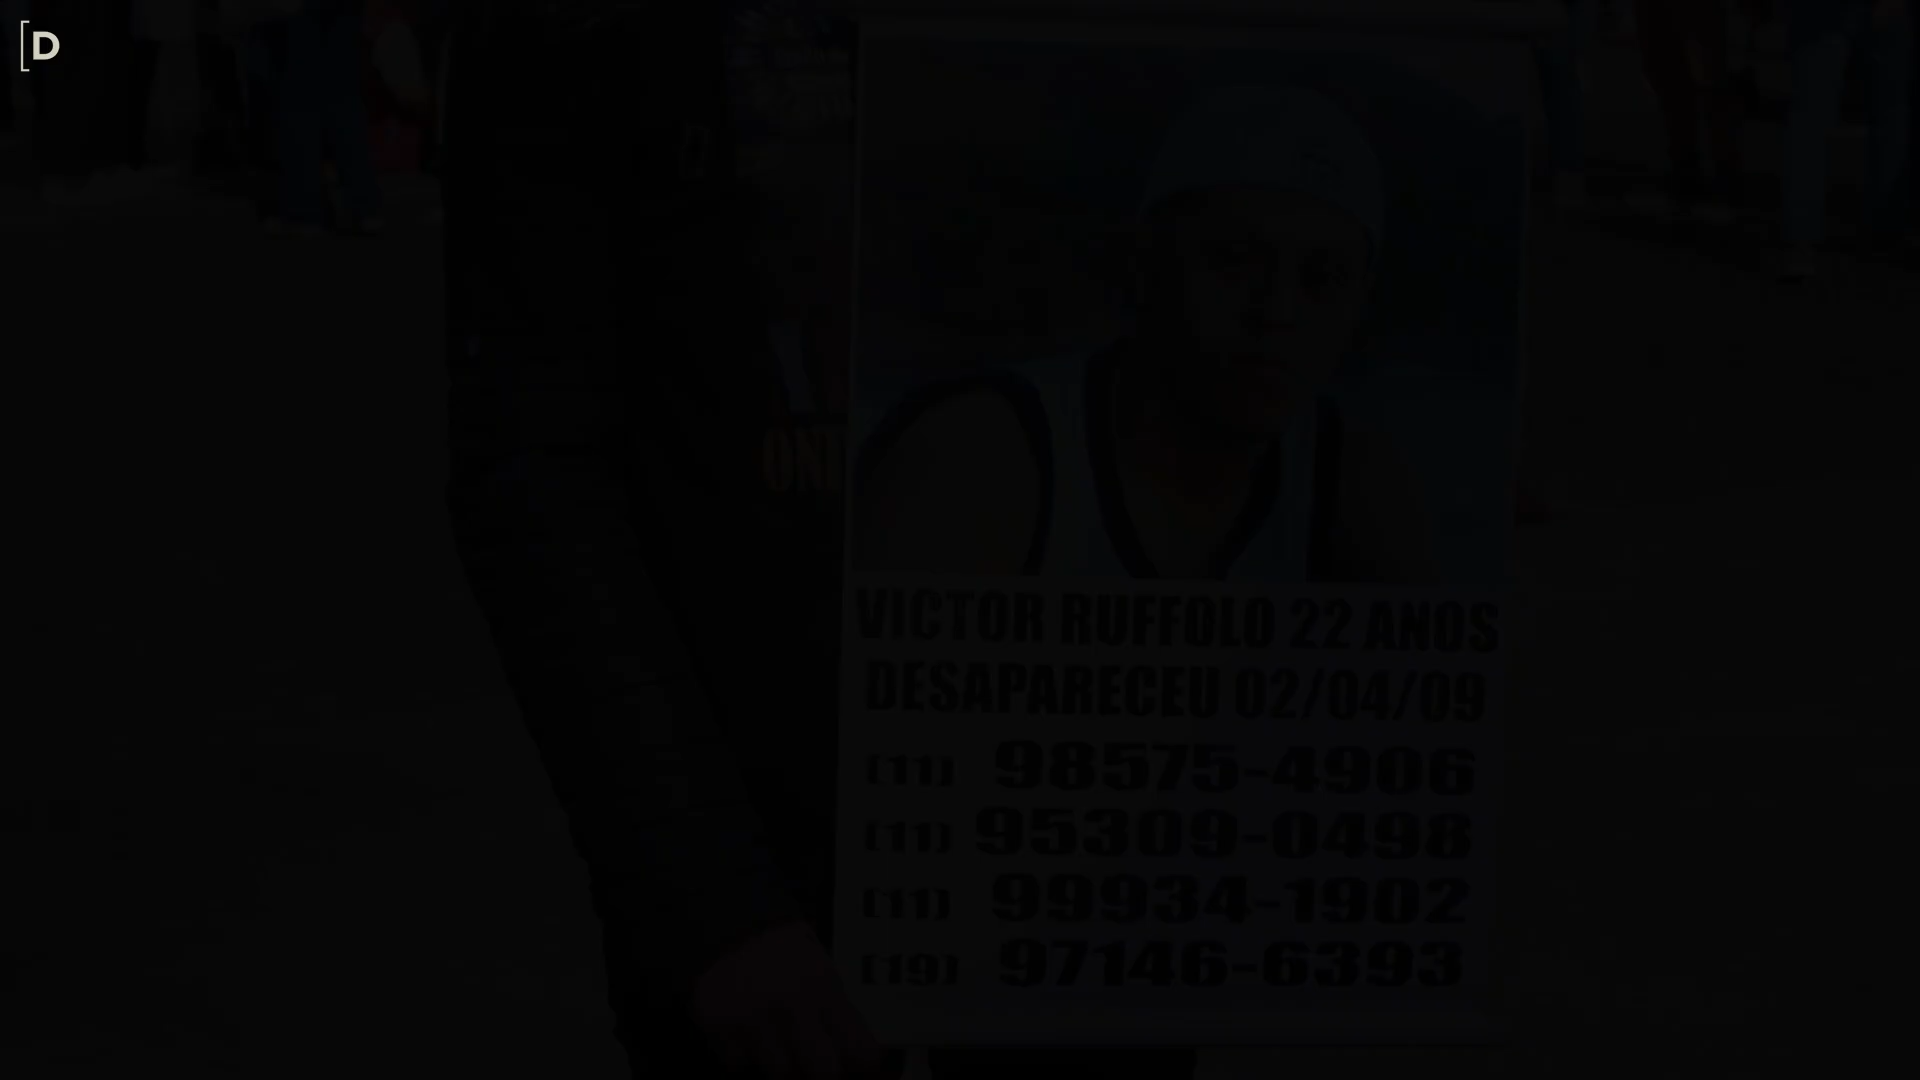 [D
ONT
VICTOR RUFFOLO 22 ANOS
DESAPARECEU 02/04/09
(11) 98575-4906
(11) 95309-0498
(11) 99934-1902
(19) 97146-6393